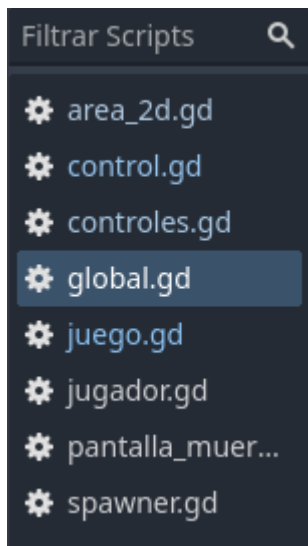 Filtrar Scripts
area_2d.gd
control.gd
controles.gd
global.gd
juego.gd
jugador.gd
pantalla_muer...
spawner.gd